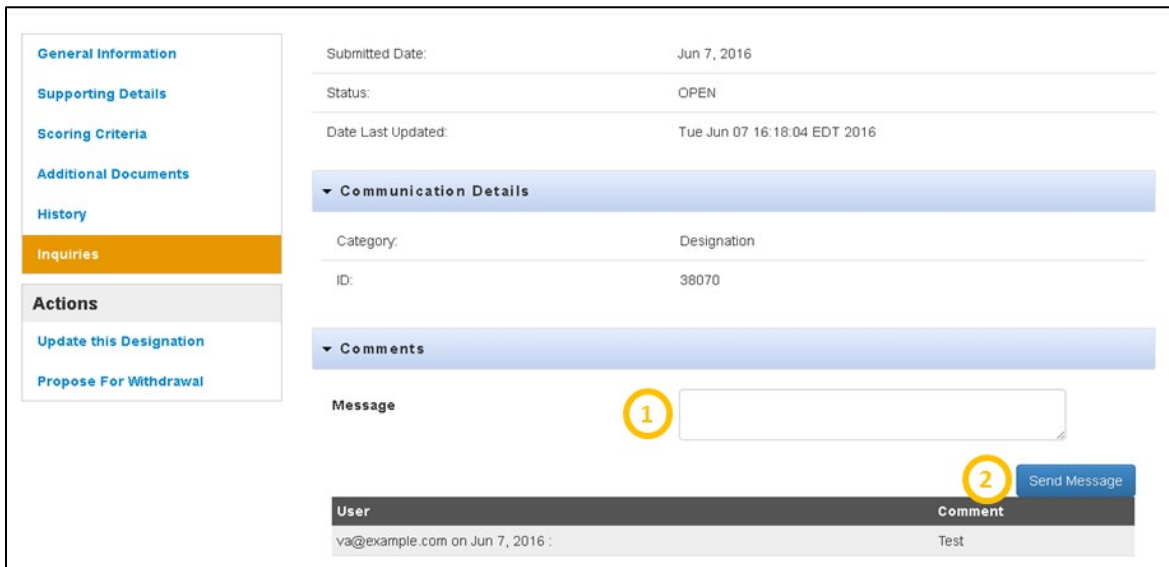 General Information
Supporting Details
Scoring Criteria
Additional Documents
History
Inquiries
Actions
Update this Designation
Propose For Withdrawal
Submitted Date: Jun 7, 2016
Status: OPEN
Date Last Updated: Tue Jun 07 16:18:04 EDT 2016
Communication Details
Category: Designation
ID: 38070
Comments
Message 1
2 Send Message
User Comment
va@example.com on Jun 7, 2016 : Test